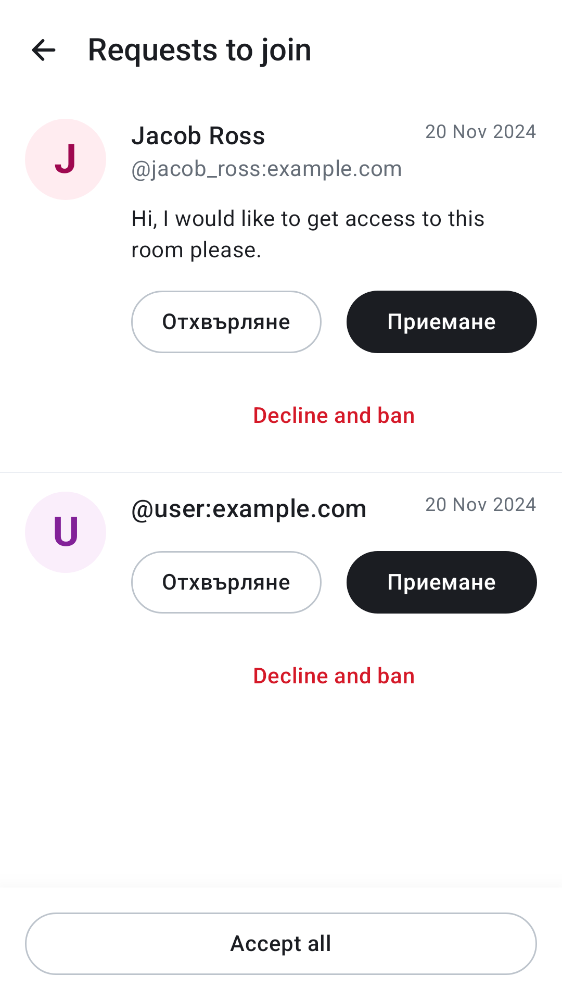 Requests to join
J
Jacob Ross
20 Nov 2024
@jacob_ross:example.com
Hi, I would like to get access to this
room please.
Отхвърляне
Приемане
Decline and ban
U
@user:example.com
20 Nov 2024
Отхвърляне
Приемане
Decline and ban
Accept all